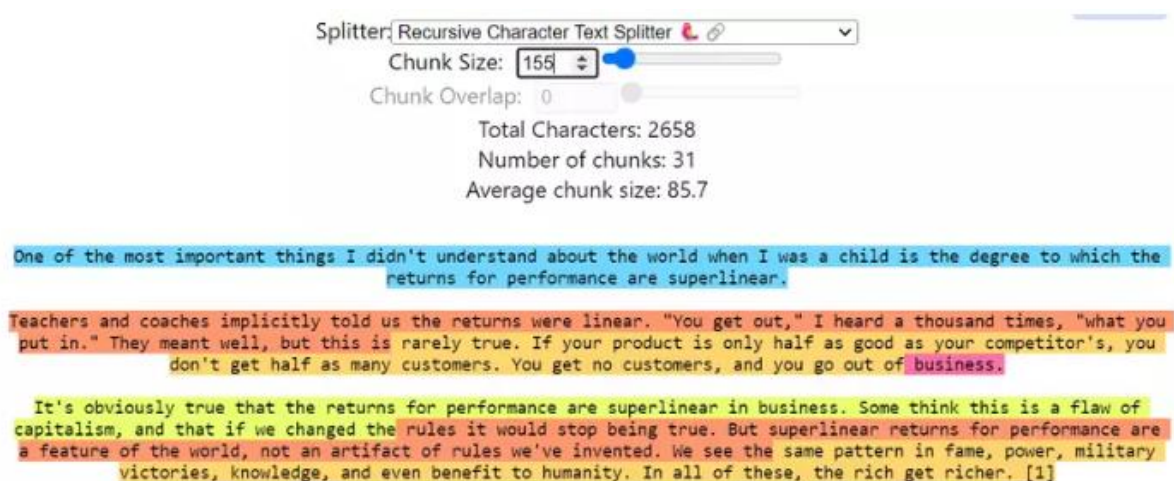 Splitter: Recursive Character Text Splitter 🦜 🔗
Chunk Size: 155
Chunk Overlap: 0
Total Characters: 2658
Number of chunks: 31
Average chunk size: 85.7
One of the most important things I didn't understand about the world when I was a child is the degree to which the
returns for performance are superlinear.
Teachers and coaches implicitly told us the returns were linear. "You get out," I heard a thousand times, "what you
put in." They meant well, but this is rarely true. If your product is only half as good as your competitor's, you
don't get half as many customers. You get no customers, and you go out of business.
It's obviously true that the returns for performance are superlinear in business. Some think this is a flaw of
capitalism, and that if we changed the rules it would stop being true. But superlinear returns for performance are
a feature of the world, not an artifact of rules we've invented. We see the same pattern in fame, power, military
victories, knowledge, and even benefit to humanity. In all of these, the rich get richer. [1]